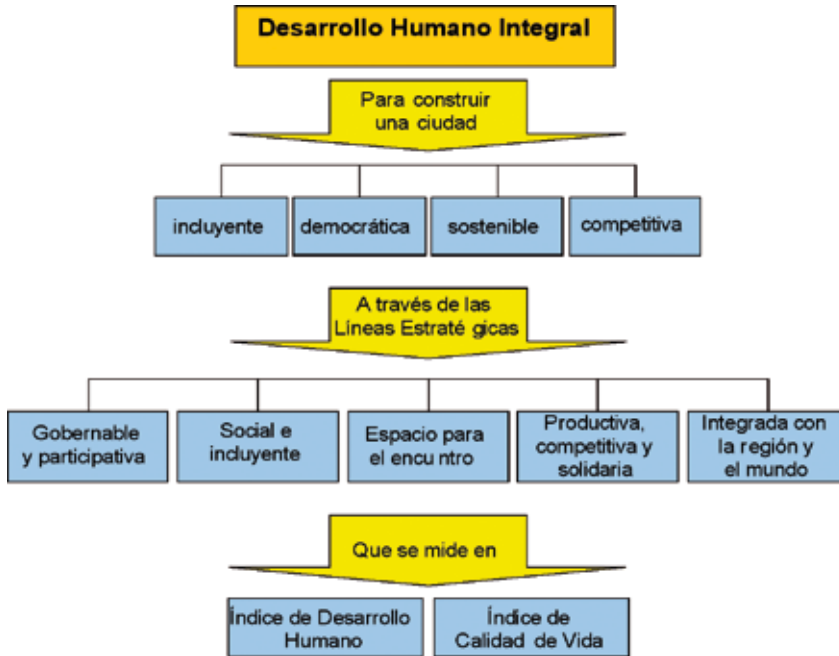 Desarrollo Humano Integral
Para construir
una ciudad
incluyente
democrática
sostenible
competitiva
A través de las
Líneas Estraté gicas
Gobernable
y participativa
Social e
incluyente
Espacio para
el encu ntro
Productiva,
competitiva y
solidaria
Integrada con
la región y
el mundo
Que se mide en
Índice de Desarrollo
Humano
Índice de
Calidad de Vida